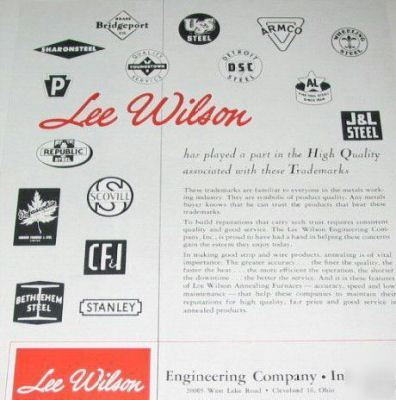 BRASS
Bridgeport
CO.
USS
STEEL
ARMCO
WHEELING
STEEL
SHARONSTEEL
QUALITY
YOUNGSTOWN
SERVICE
DETROIT
DSC
STEEL
P
AL
J&L
STEEL
Lee Wilson
REPUBLIC
STEEL
has played a part in the High Quality
associated with these Trademarks
S
SCOVILL
These trademarks are familiar to everyone in the metals work-
ing industry. They are symbols of product quality. Any metals
buyer knows that he can trust the products that bear these
trademarks.
To build reputations that carry such trust requires consistent
quality and good service. The Lee Wilson Engineering Com-
pany, Inc., is proud to have had a hand in helping these concerns
gain the esteem they enjoy today.
In making good strip and wire products, annealing is of vital
importance. The greater accuracy . . . the finer the quality, the
faster the heat . . . the more efficient the operation, the shorter
the downtime . . . the better the service. And it is these features
of Lee Wilson Annealing Furnaces — accuracy, speed and low
maintenance — that help these companies to maintain their
reputations for high quality, fair price and good service in
annealed products.
CF&I
BETHLEHEM
STEEL
STANLEY
Lee Wilson
Engineering Company • In
20005 West Lake Road • Cleveland 16, Ohio